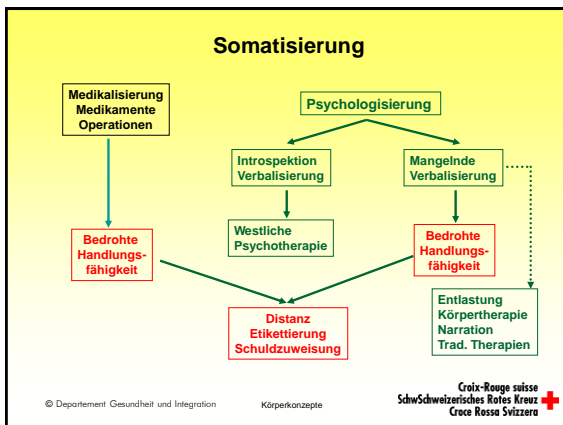 Somatisierung
Medikalisierung
Medikamente
Operationen
Psychologisierung
Introspektion
Verbalisierung
Mangelnde
Verbalisierung
Westliche
Psychotherapie
Bedrohte
Handlungs-
fähigkeit
Bedrohte
Handlungs-
fähigkeit
Distanz
Etikettierung
Schuldzuweisung
Entlastung
Körpertherapie
Narration
Trad. Therapien
© Departement Gesundheit und Integration
Körperkonzepte
Croix-Rouge suisse
SchwSchweizerisches Rotes Kreuz
Croce Rossa Svizzera